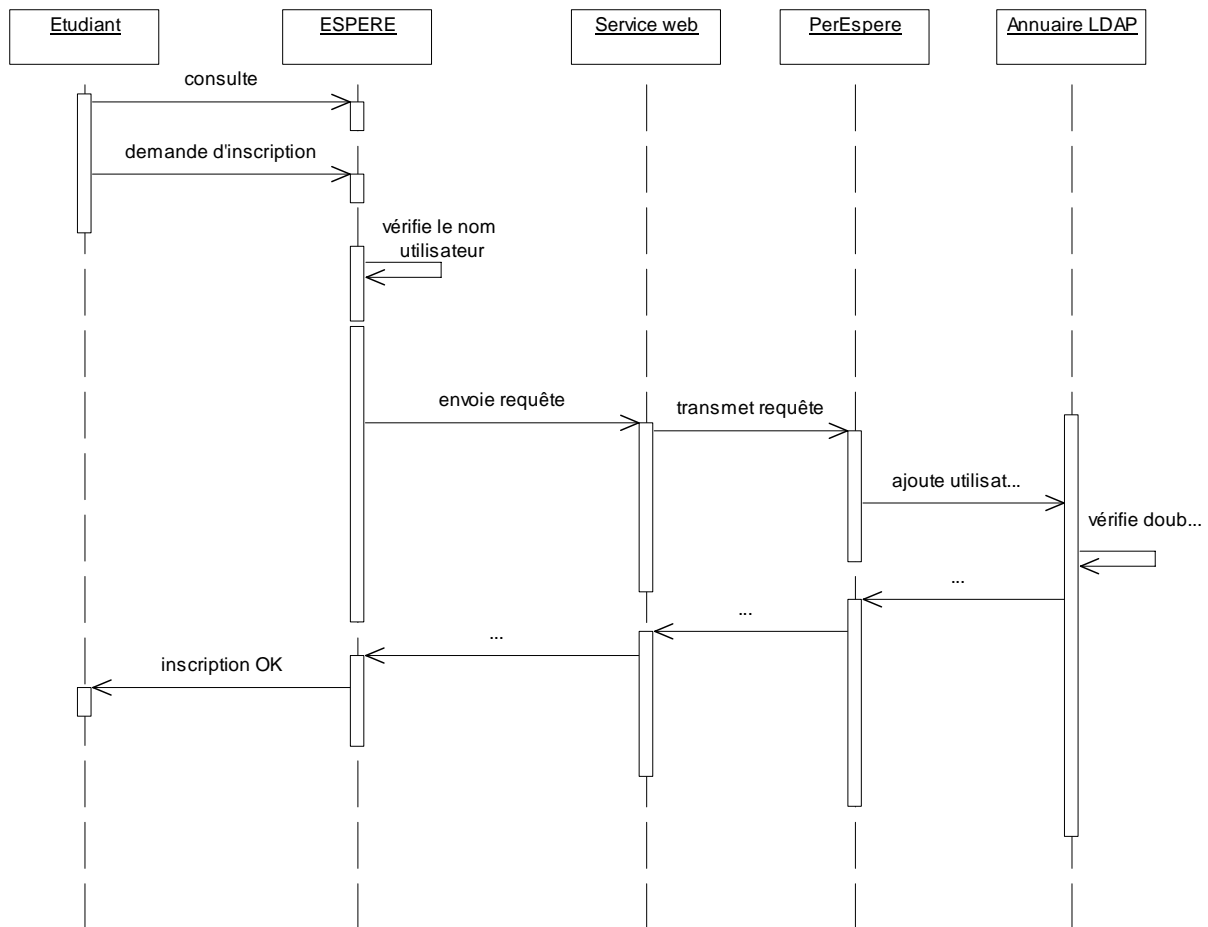 Etudiant
ESPERE
Service web
PerEspere
Annuaire LDAP
consulte
demande d'inscription
vérifie le nom
utilisateur
envoie requête
transmet requête
ajoute utilisat...
vérifie doub...
...
...
...
inscription OK